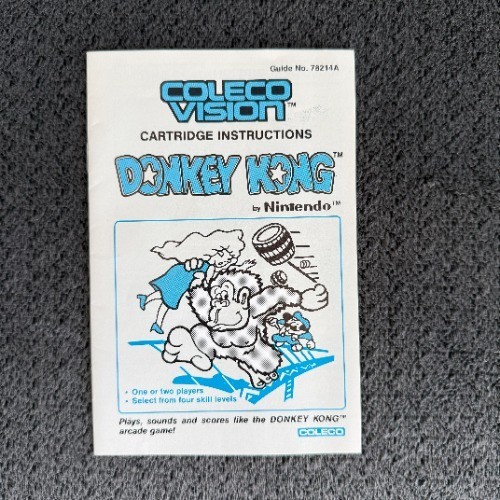 Guide No. 78214A
COLECO
VISION™
CARTRIDGE INSTRUCTIONS
DONKEY KONG™
by Nintendo™
• One or two players
• Select from four skill levels
Plays, sounds and scores like the DONKEY KONG™
arcade game!
COLECO